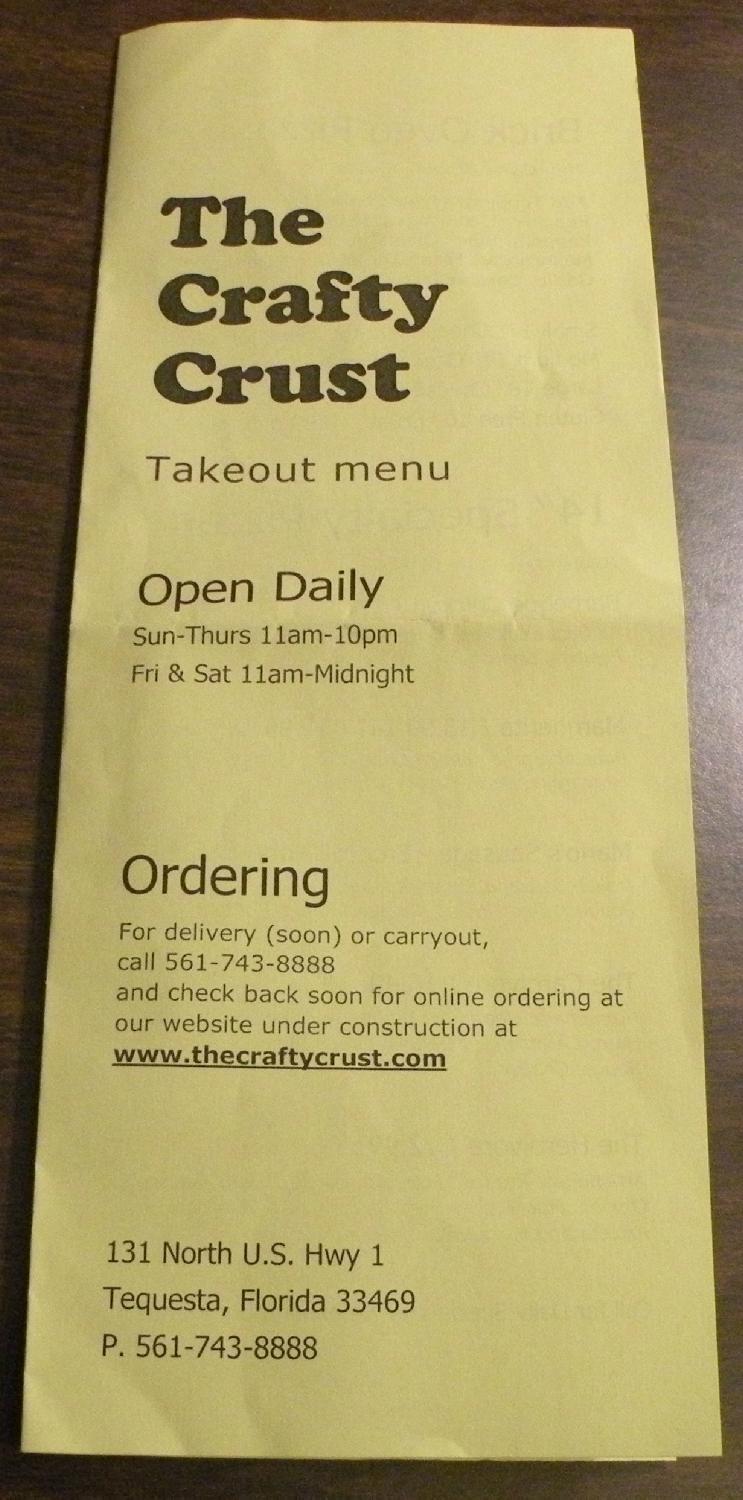 The
Crafty
Crust
Takeout menu
Open Daily
Sun-Thurs 11am-10pm
Fri & Sat 11am-Midnight
Ordering
For delivery (soon) or carryout,
call 561-743-8888
and check back soon for online ordering at
our website under construction at
www.thecraftycrust.com
131 North U.S. Hwy 1
Tequesta, Florida 33469
P. 561-743-8888